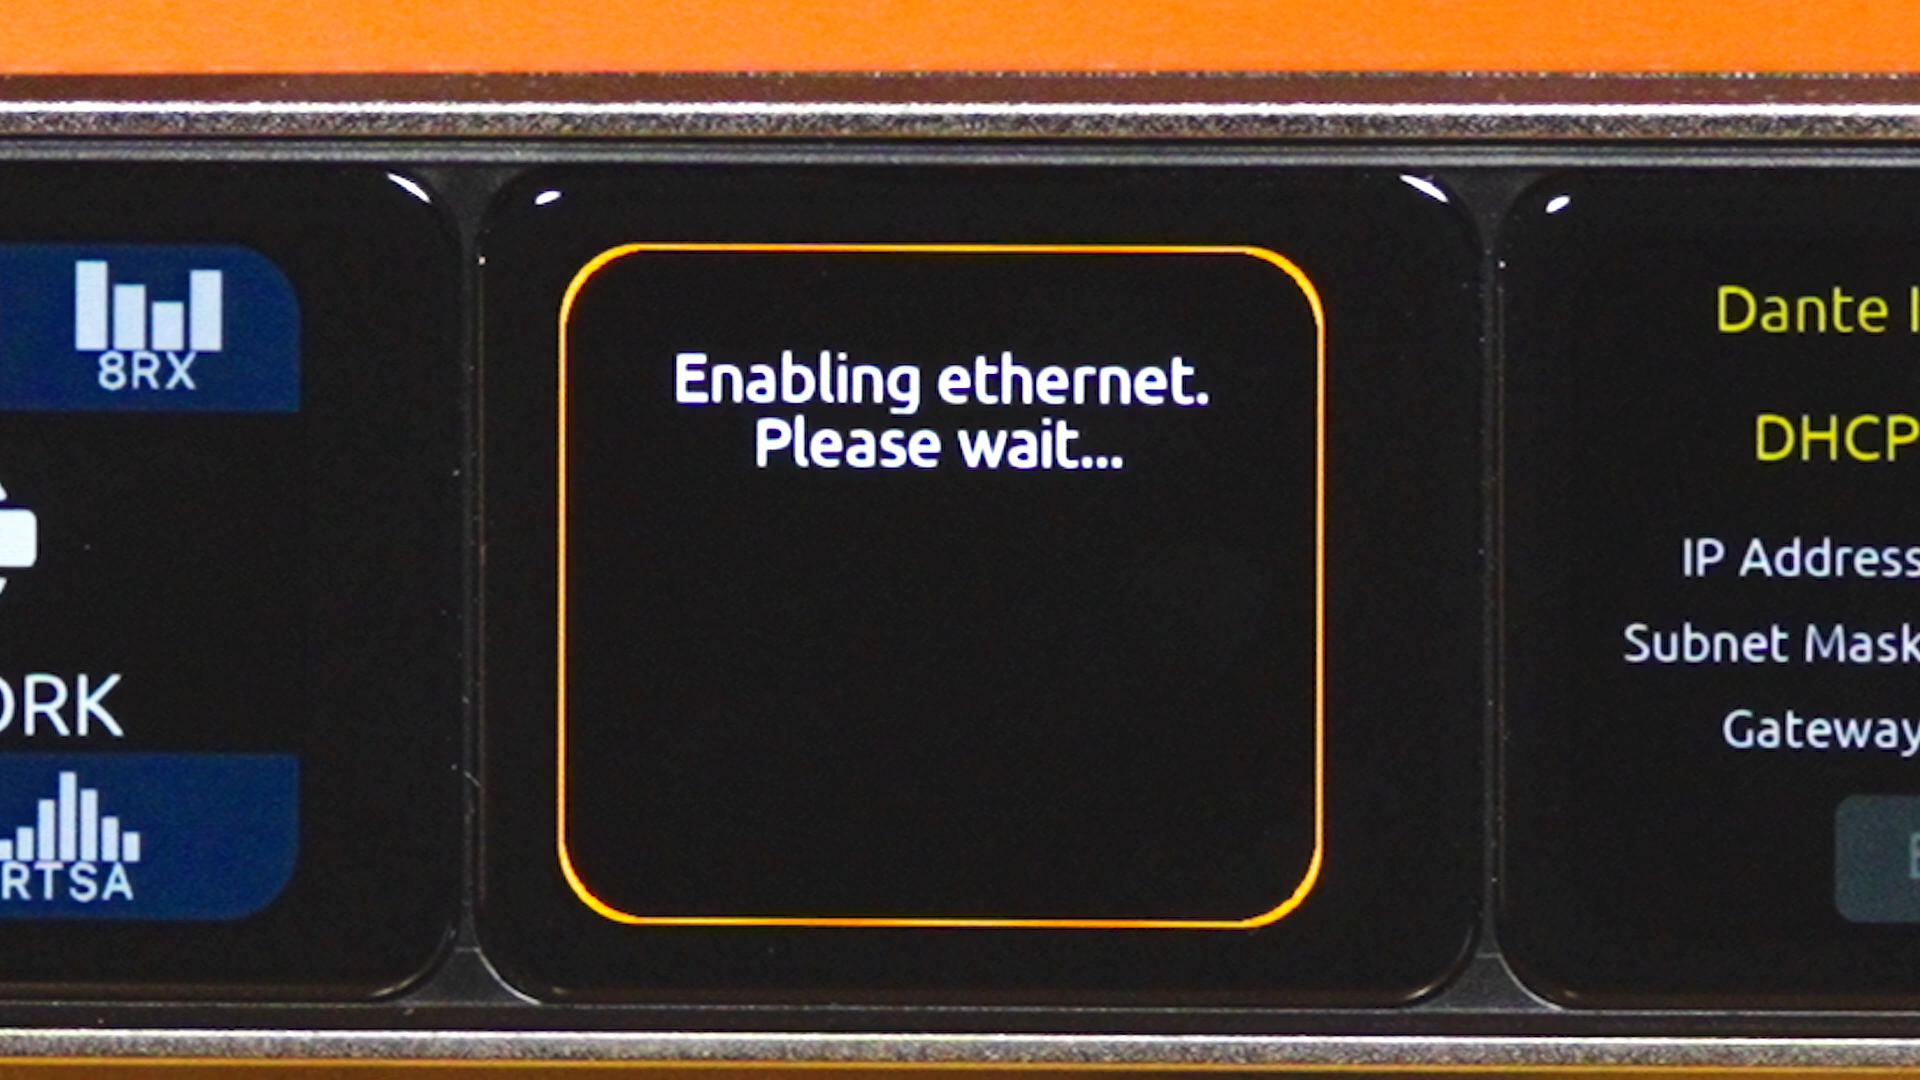 8RX
ORK
RTSA
Enabling ethernet.
Please wait...
Dante
DHCP
IP Address
Subnet Mask
Gateway